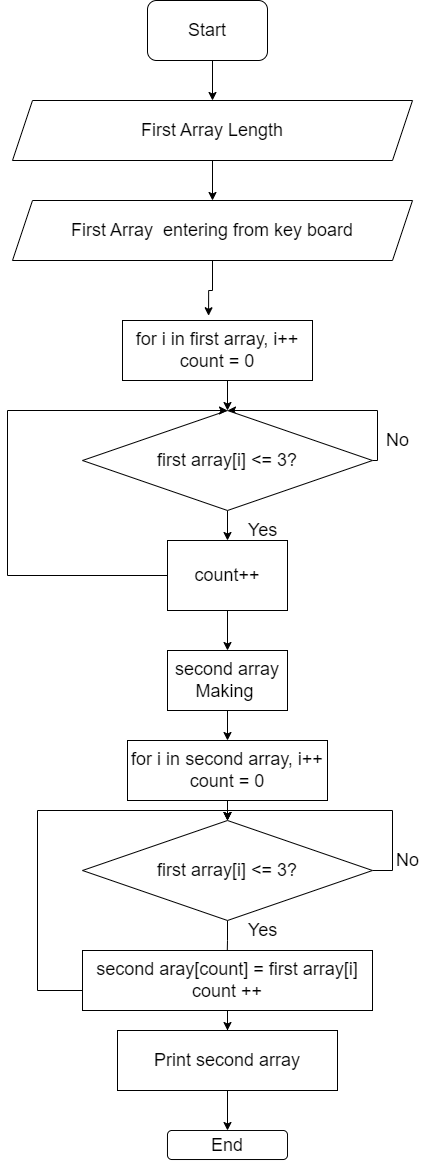 Start
First Array Length
First Array  entering from key board
for i in first array, i++
count = 0
first array[i] <= 3?
No
Yes
count++
second array
Making
for i in second array, i++
count = 0
first array[i] <= 3?
No
Yes
second aray[count] = first array[i]
count ++
Print second array
End